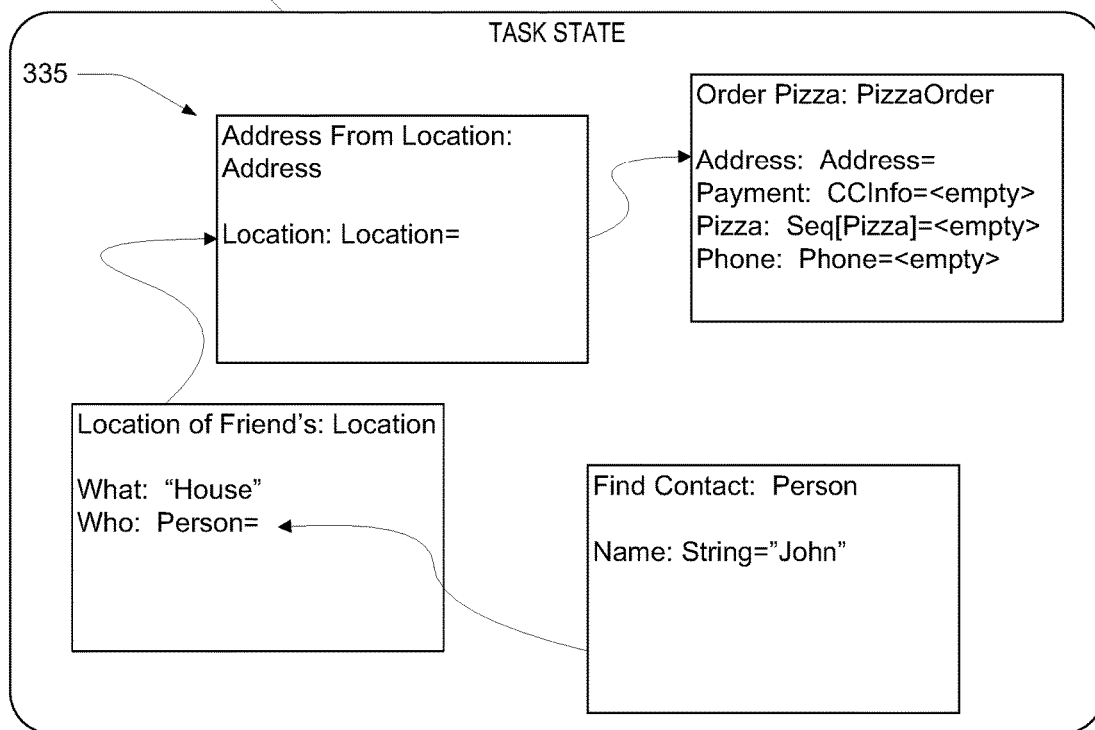 TASK STATE
335
Address From Location:
Address
Location: Location=
Order Pizza: PizzaOrder
Address:  Address=
Payment:  CCInfo=<empty>
Pizza:  Seq[Pizza]=<empty>
Phone:  Phone=<empty>
Location of Friend’s: Location
What:  “House”
Who:  Person=
Find Contact:  Person
Name: String=”John”